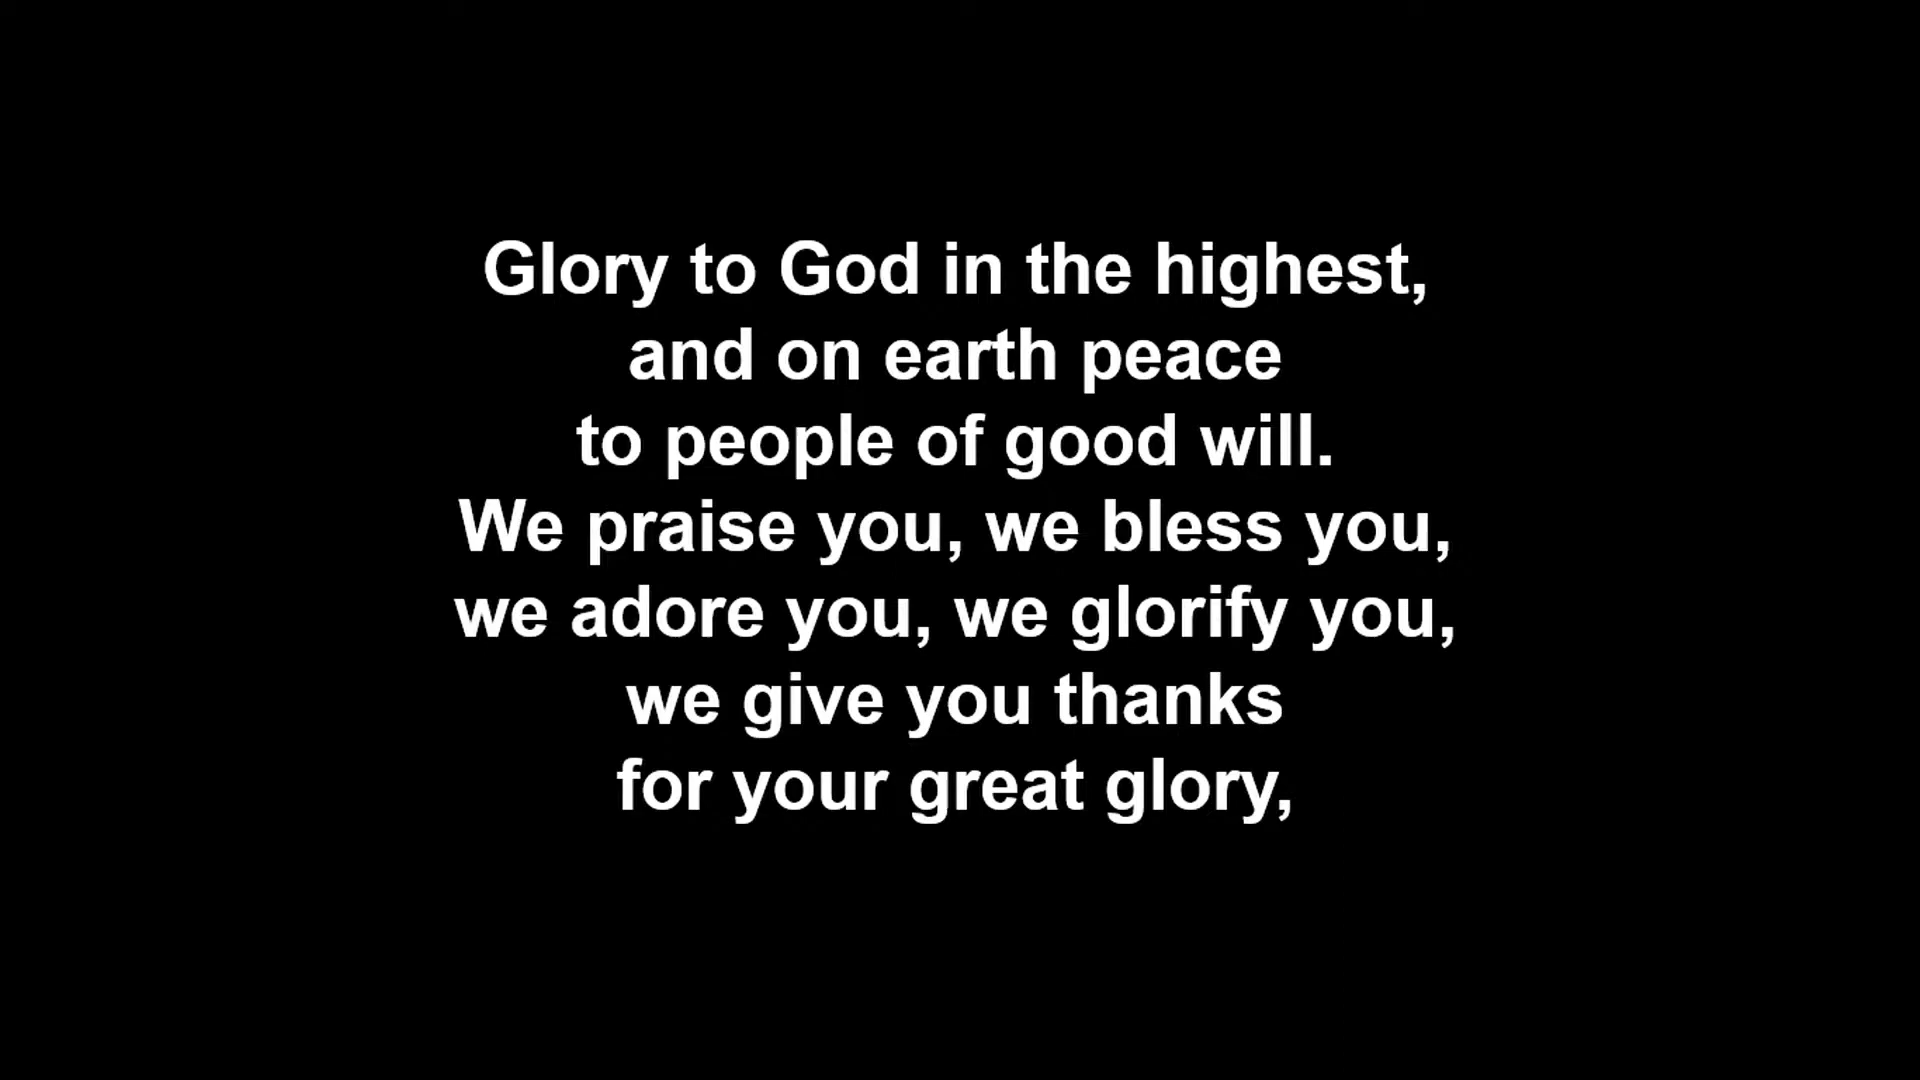 Glory to God in the highest,
and on earth peace
to people of good will.
We praise you, we bless you,
we adore you, we glorify you,
we give you thanks
for your great glory,